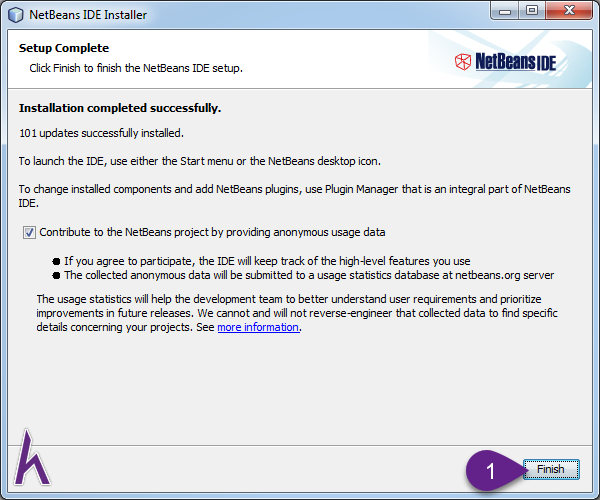 NetBeans IDE Installer
Setup Complete
Click Finish to finish the NetBeans IDE setup.
NetBeans IDE
Installation completed successfully.
101 updates successfully installed.
To launch the IDE, use either the Start menu or the NetBeans desktop icon.
To change installed components and add NetBeans plugins, use Plugin Manager that is an integral part of NetBeans
IDE.
Contribute to the NetBeans project by providing anonymous usage data
If you agree to participate, the IDE will keep track of the high-level features you use
The collected anonymous data will be submitted to a usage statistics database at netbeans.org server
The usage statistics will help the development team to better understand user requirements and prioritize
improvements in future releases. We cannot and will not reverse-engineer that collected data to find specific
details concerning your projects. See more information.
h
1
Finish